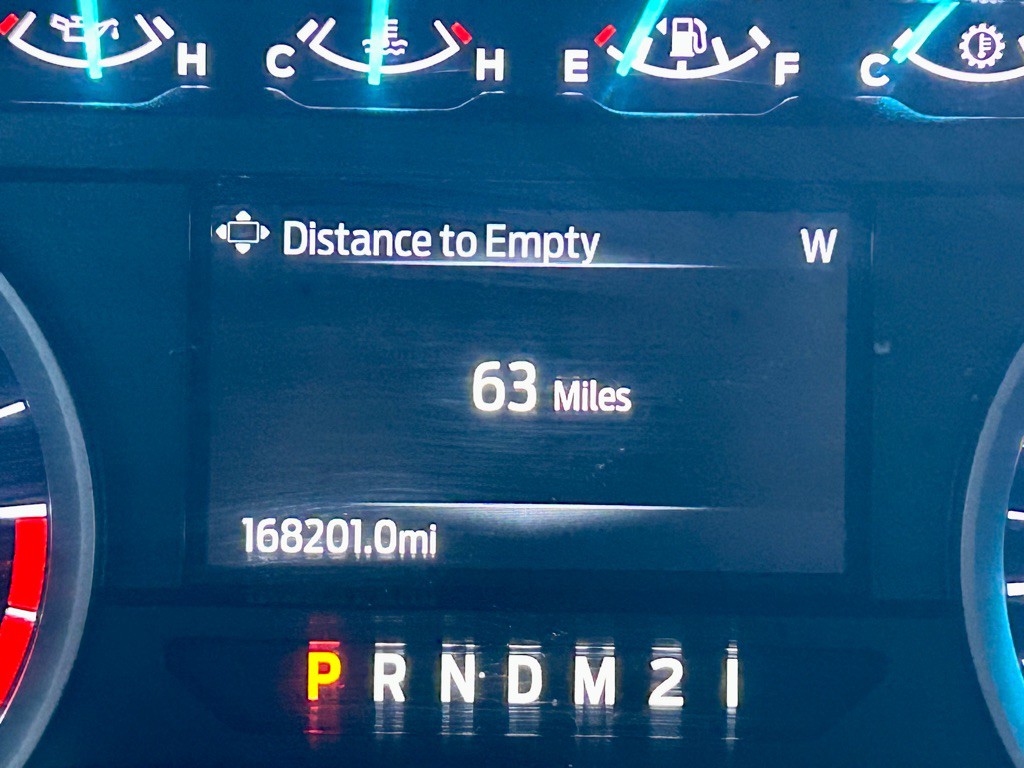 H C H E F C
Distance to Empty W
63 Miles
168201.0mi
P R N D M 2 1